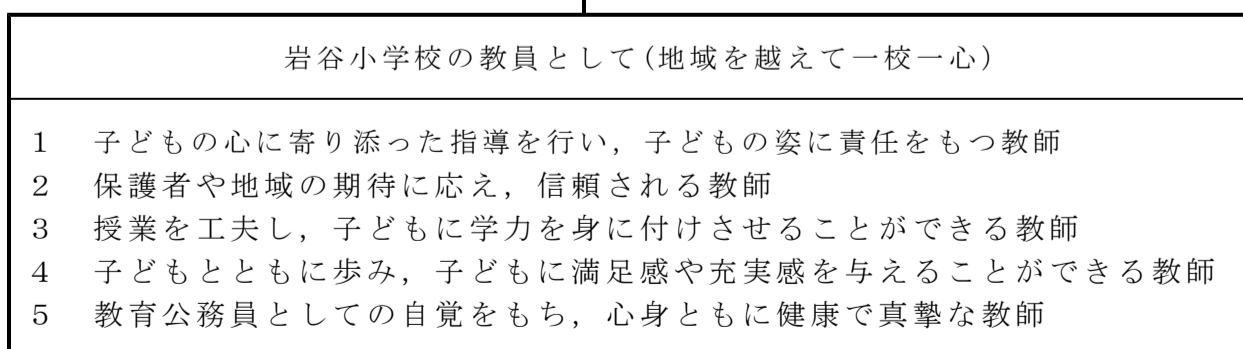 岩谷小学校の教員として(地域を越えて一校一心)
1 子どもの心に寄り添った指導を行い,子どもの姿に責任をもつ教師
2 保護者や地域の期待に応え,信頼される教師
3 授業を工夫し,子どもに学力を身に付けさせることができる教師
4 子どもとともに歩み,子どもに満足感や充実感を与えることができる教師
5 教育公務員としての自覚をもち,心身ともに健康で真摯な教師